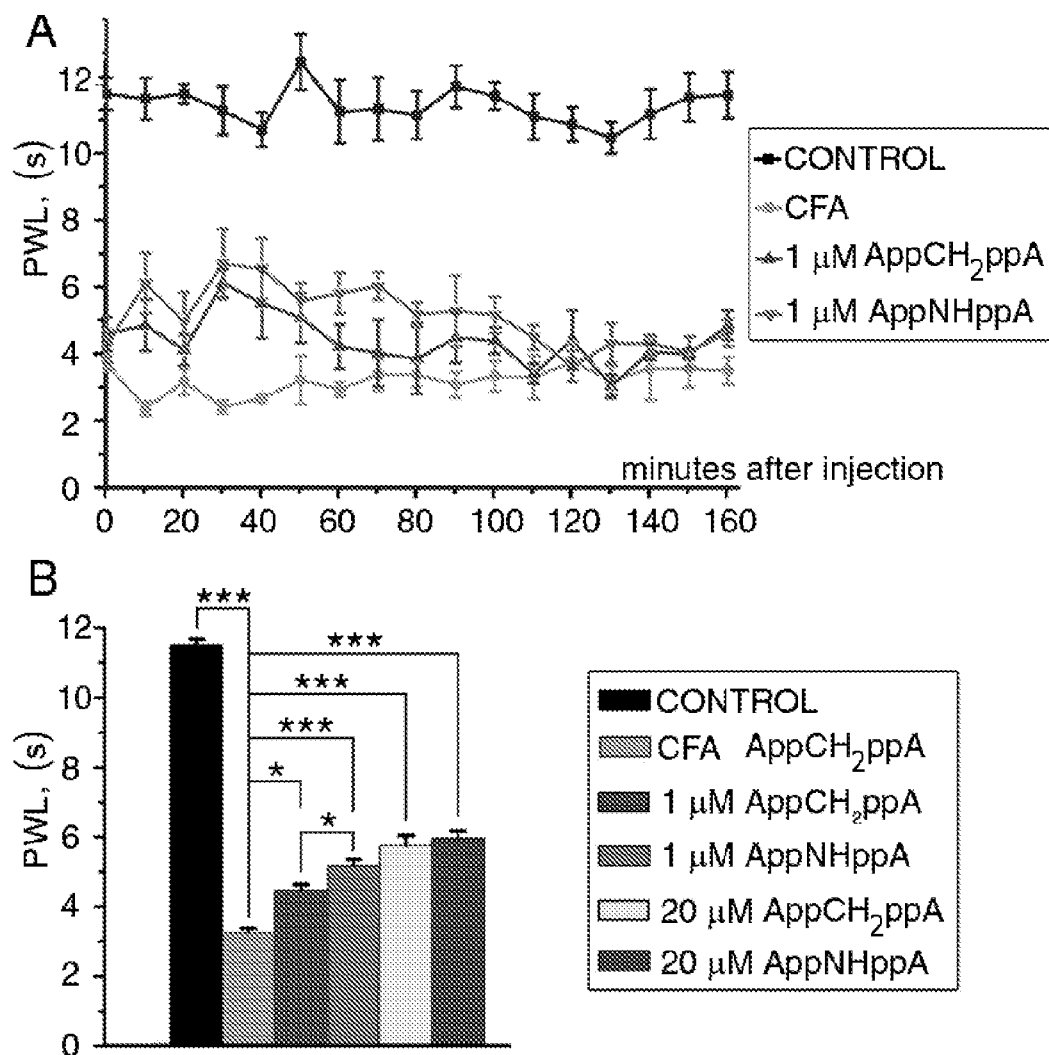 A
12
10
8
6
4
2
0
PWL, (s)
0 20 40 60 80 100 120 140 160
minutes after injection
CONTROL
CFA
1 μM AppCH2ppA
1 μM AppNHppA
B
12
10
8
6
4
2
0
PWL, (s)
***
***
***
***
*
*
CONTROL
CFA AppCH2ppA
1 μM AppCH2ppA
1 μM AppNHppA
20 μM AppCH2ppA
20 μM AppNHppA